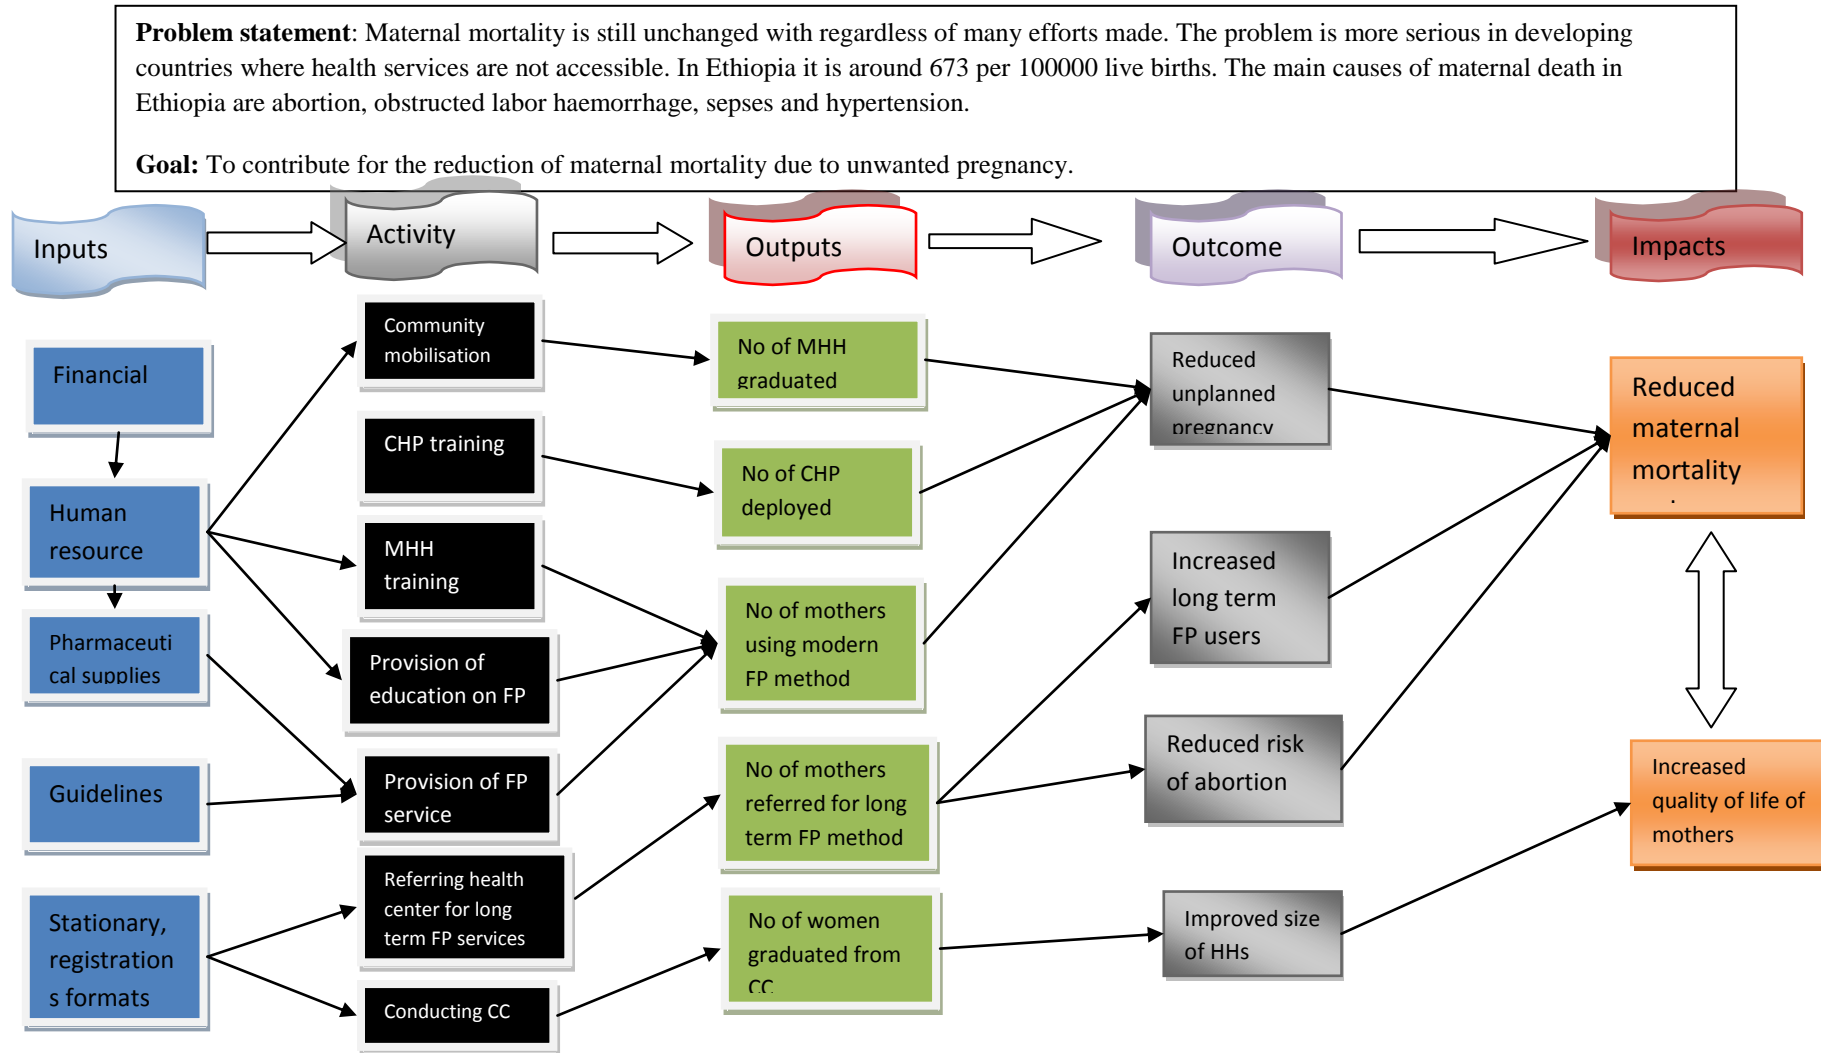 Problem statement: Maternal mortality is still unchanged with regardless of many efforts made. The problem is more serious in developing
countries where health services are not accessible. In Ethiopia it is around 673 per 100000 live births. The main causes of maternal death in
Ethiopia are abortion, obstructed labor haemorrhage, sepses and hypertension.
Goal: To contribute for the reduction of maternal mortality due to unwanted pregnancy.
Inputs
Activity
Outputs
Outcome
Impacts
Financial
Human
resource
Pharmaceuti
cal supplies
Guidelines
Stationary,
registration
s formats
Community
mobilisation
CHP training
MHH
training
Provision of
education on FP
Provision of FP
service
Referring health
center for long
term FP services
Conducting CC
No of MHH
graduated
No of CHP
deployed
No of mothers
using modern
FP method
No of mothers
referred for long
term FP method
No of women
graduated from
CC
Reduced
unplanned
pregnancy
Increased
long term
FP users
Reduced risk
of abortion
Improved size
of HHs
Reduced
maternal
mortality
.
Increased
quality of life of
mothers